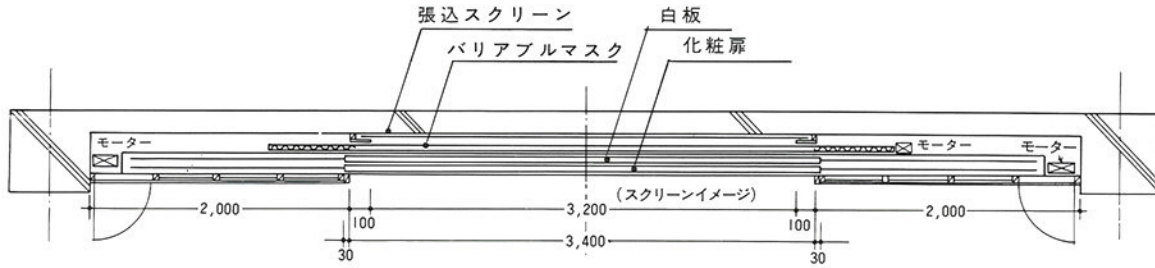 張込スクリーン
白板
バリアブルマスク
化粧扉
モーター
モーター
モーター
(スクリーンイメージ)
2,000
100
3,200
100
2,000
30
3,400
30